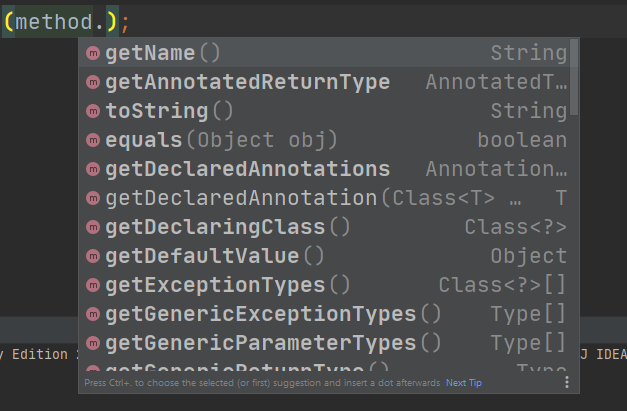 (method.);
m getName() String
m getAnnotatedReturnType AnnotatedT…
m toString() String
m equals(Object obj) boolean
m getDeclaredAnnotations Annotation…
m getDeclaredAnnotation(Class<T> … T
m getDeclaringClass() Class<?>
m getDefaultValue() Object
m getExceptionTypes() Class<?>[]
m getGenericExceptionTypes() Type[]
m getGenericParameterTypes() Type[]
m getGenericReturnType() Type
y Edition J IDEA
Press Ctrl+. to choose the selected (or first) suggestion and insert a dot afterwards Next Tip